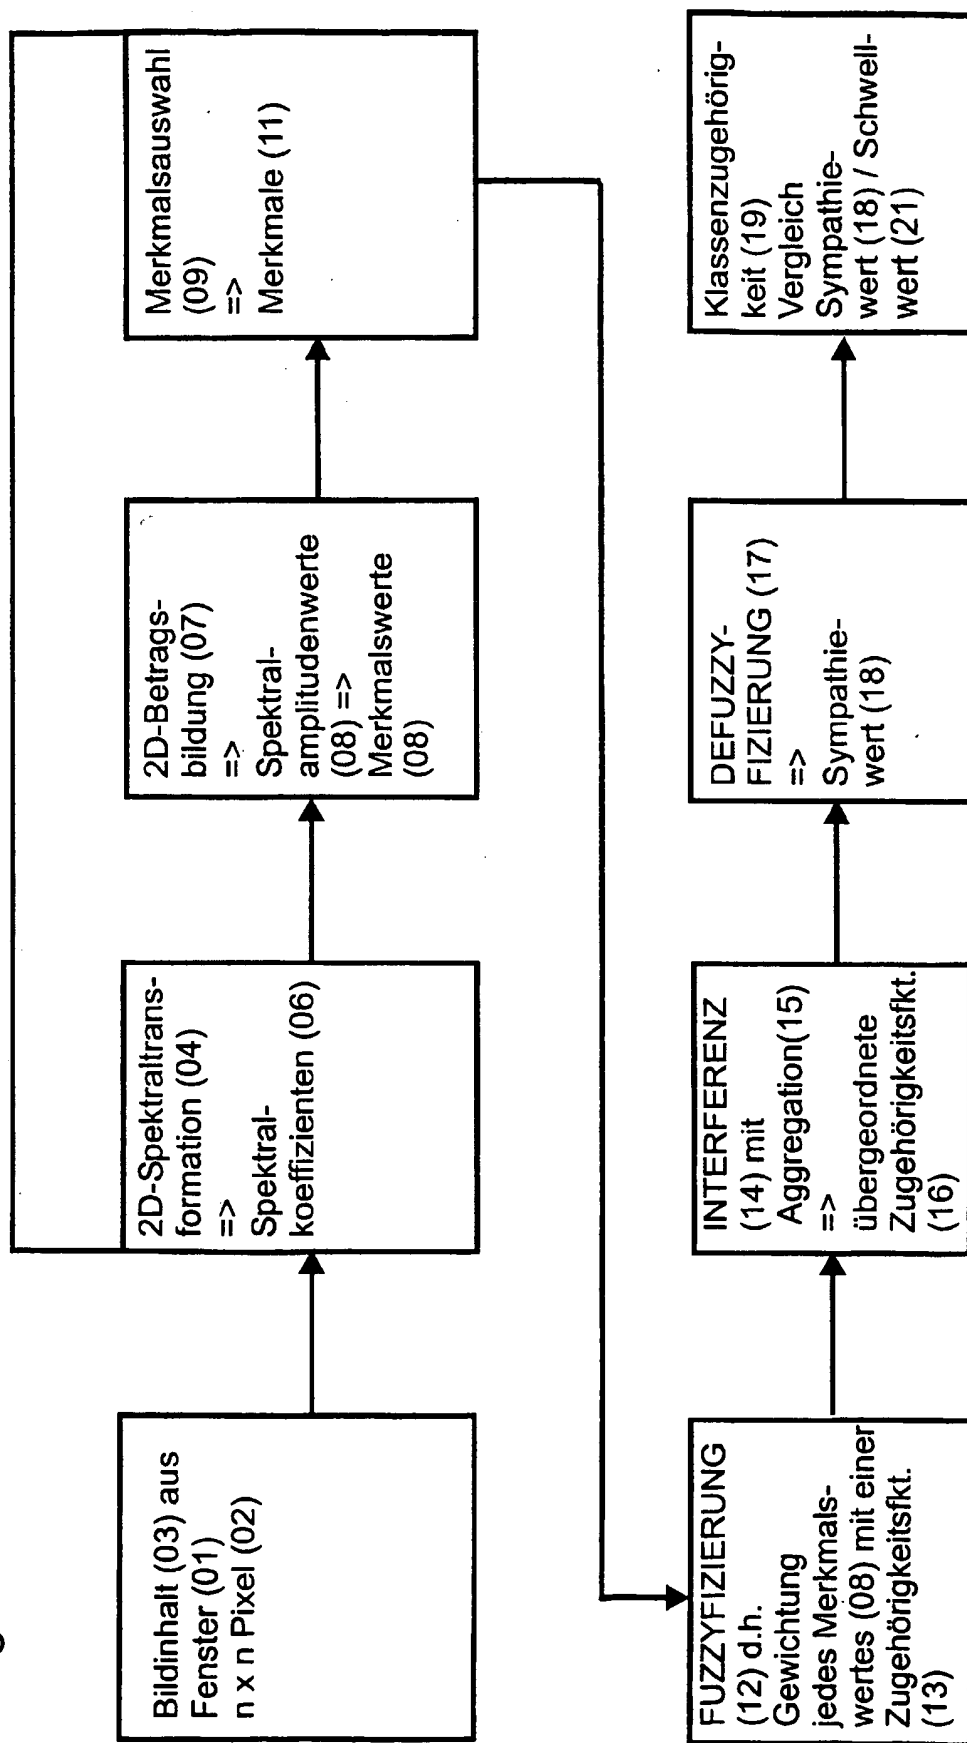 Bildinhalt (03) aus
Fenster (01)
n x n Pixel (02)
2D-Spektraltrans-
formation (04)
=>
Spektral-
koeffizienten (06)
2D-Betrags-
bildung (07)
=>
Spektral-
amplitudenwerte
(08) =>
Merkmalswerte
(08)
Merkmalsauswahl
(09)
=>
Merkmale (11)
FUZZYFIZIERUNG
(12) d.h.
Gewichtung
jedes Merkmals-
wertes (08) mit einer
Zugehörigkeitsfkt.
(13)
INTERFERENZ
(14) mit
Aggregation(15)
=>
übergeordnete
Zugehörigkeitsfkt.
(16)
DEFUZZY-
FIZIERUNG (17)
=>
Sympathie-
wert (18)
Klassenzugehörig-
keit (19)
Vergleich
Sympathie-
wert (18) / Schwell-
wert (21)